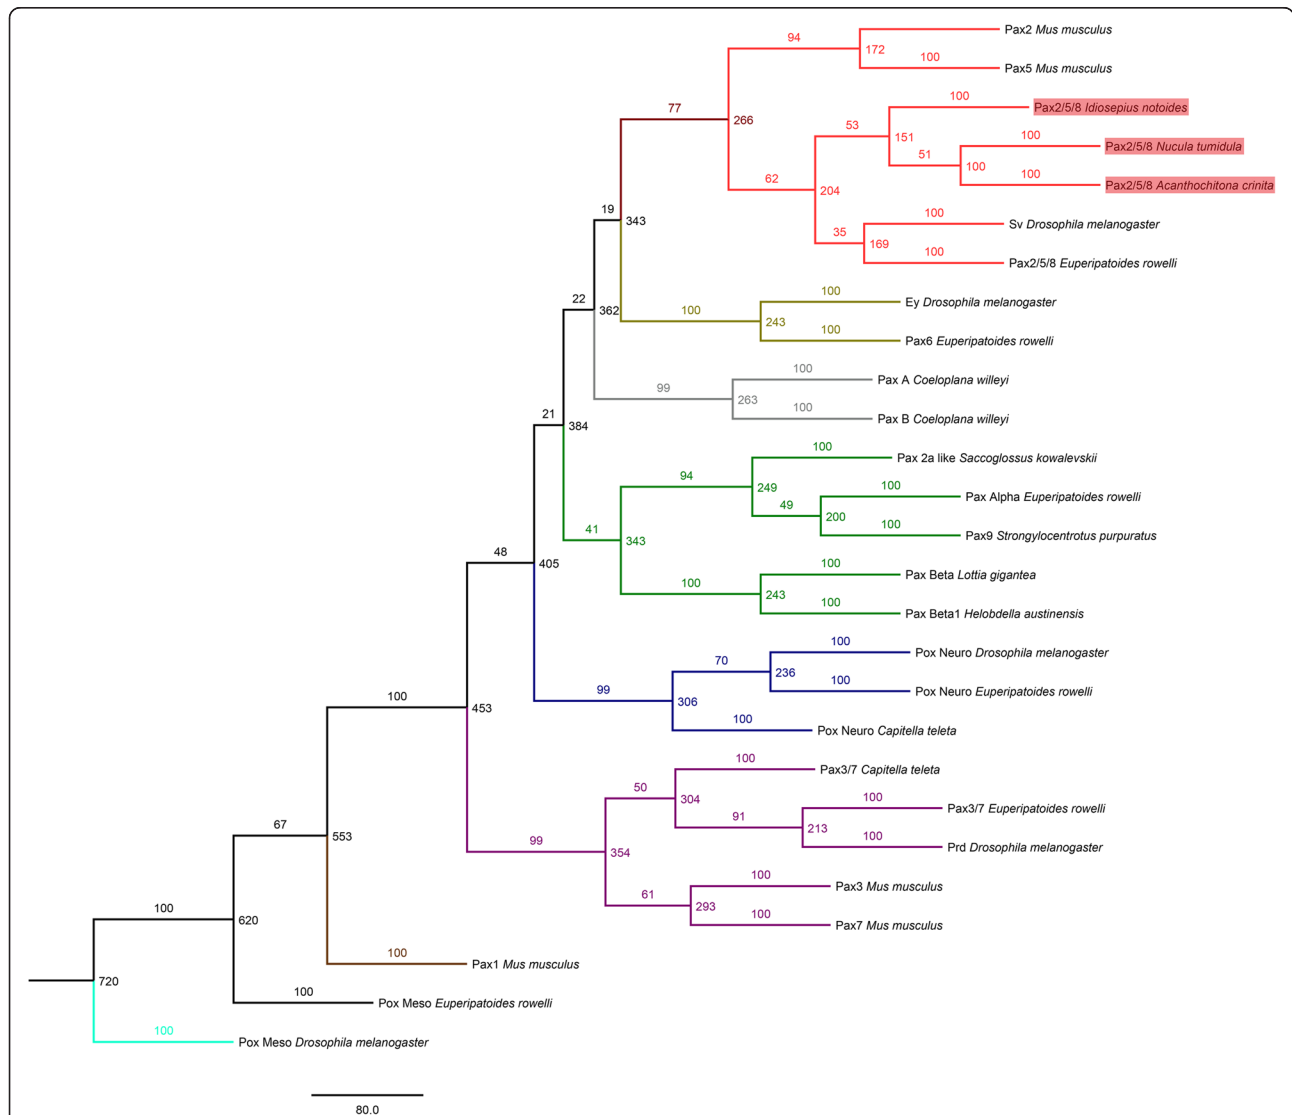 Pax2 Mus musculus
94
172
100
Pax5 Mus musculus
77
266
100
Pax2/5/8 Idiosepius notoides
53
151
100
Pax2/5/8 Nucula tumidula
51
100
100
Pax2/5/8 Acanthochitona crinita
62
204
100
Sv Drosophila melanogaster
35
169
100
Pax2/5/8 Euperipatoides rowelli
19
343
100
Ey Drosophila melanogaster
100
243
100
Pax6 Euperipatoides rowelli
22
362
100
Pax A Coeloplana willeyi
99
263
100
Pax B Coeloplana willeyi
21
384
100
Pax 2a like Saccoglossus kowalevskii
94
249
100
Pax Alpha Euperipatoides rowelli
49
200
100
Pax9 Strongylocentrotus purpuratus
41
343
100
Pax Beta Lottia gigantea
100
243
100
Pax Beta1 Helobdella austinensis
48
405
100
Pox Neuro Drosophila melanogaster
70
236
100
Pox Neuro Euperipatoides rowelli
99
306
100
Pox Neuro Capitella teleta
100
453
100
Pax3/7 Capitella teleta
50
304
100
Pax3/7 Euperipatoides rowelli
91
213
100
Prd Drosophila melanogaster
99
354
100
Pax3 Mus musculus
61
293
100
Pax7 Mus musculus
67
553
100
Pax1 Mus musculus
100
620
100
Pox Meso Euperipatoides rowelli
720
100
Pox Meso Drosophila melanogaster
80.0